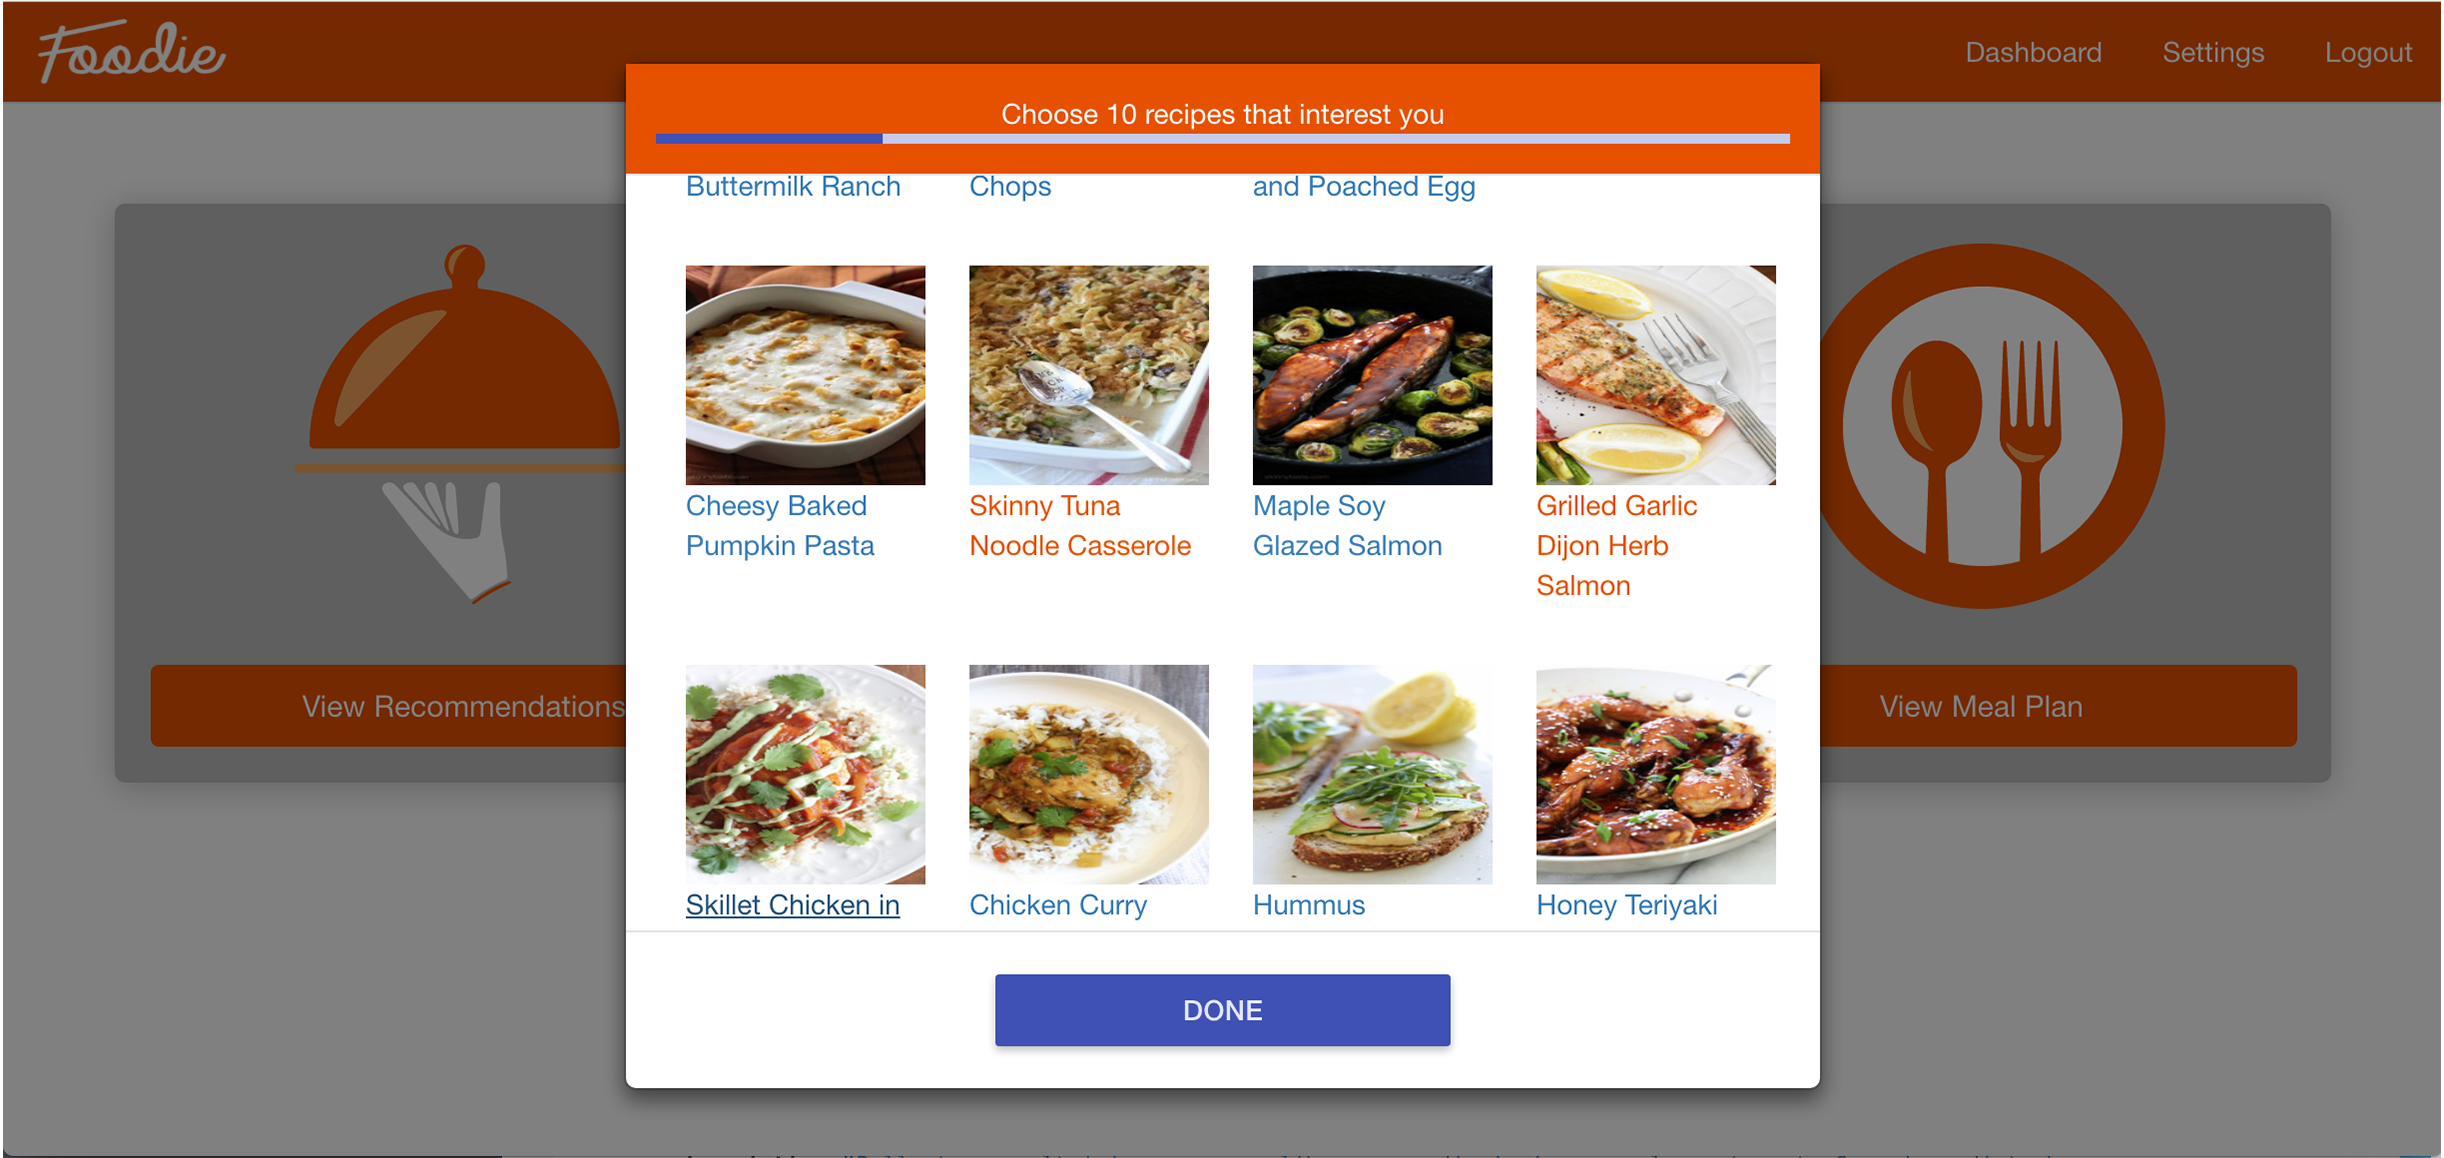 Foodie
Dashboard Settings Logout
Choose 10 recipes that interest you
Buttermilk Ranch
Chops
and Poached Egg
Cheesy Baked
Pumpkin Pasta
Skinny Tuna
Noodle Casserole
Maple Soy
Glazed Salmon
Grilled Garlic
Dijon Herb
Salmon
Skillet Chicken in
Chicken Curry
Hummus
Honey Teriyaki
View Recommendations
View Meal Plan
DONE